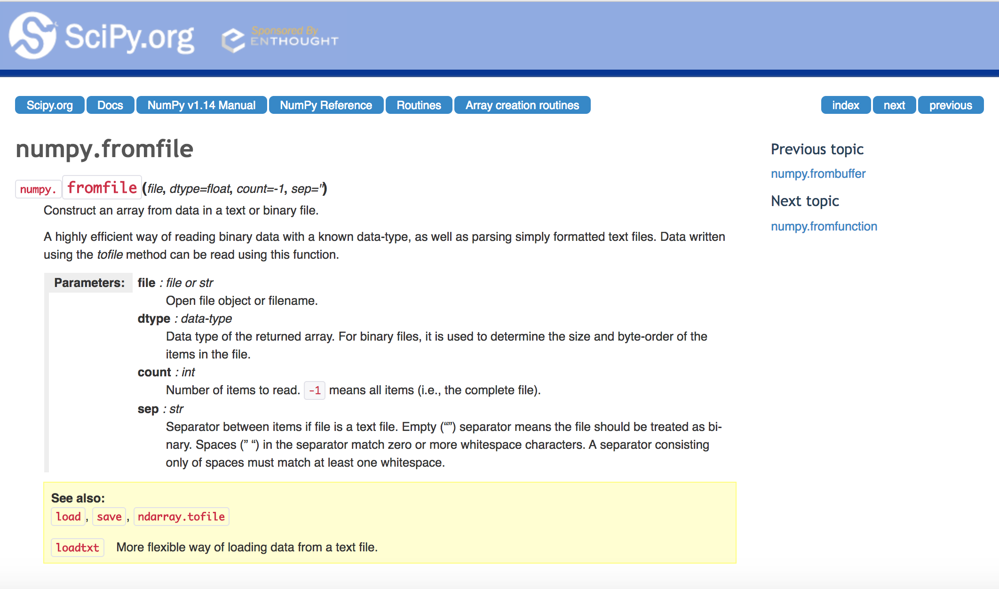 SciPy.org
Sponsored By
ENTHOUGHT
Scipy.org Docs NumPy v1.14 Manual NumPy Reference Routines Array creation routines index next previous
numpy.fromfile
numpy.fromfile(file, dtype=float, count=-1, sep='')
Construct an array from data in a text or binary file.
A highly efficient way of reading binary data with a known data-type, as well as parsing simply formatted text files. Data written
using the tofile method can be read using this function.
Parameters: file : file or str
Open file object or filename.
dtype : data-type
Data type of the returned array. For binary files, it is used to determine the size and byte-order of the
items in the file.
count : int
Number of items to read. -1 means all items (i.e., the complete file).
sep : str
Separator between items if file is a text file. Empty (“”) separator means the file should be treated as bi-
nary. Spaces (” “) in the separator match zero or more whitespace characters. A separator consisting
only of spaces must match at least one whitespace.
See also:
load, save, ndarray.tofile
loadtxt More flexible way of loading data from a text file.
Previous topic
numpy.frombuffer
Next topic
numpy.fromfunction